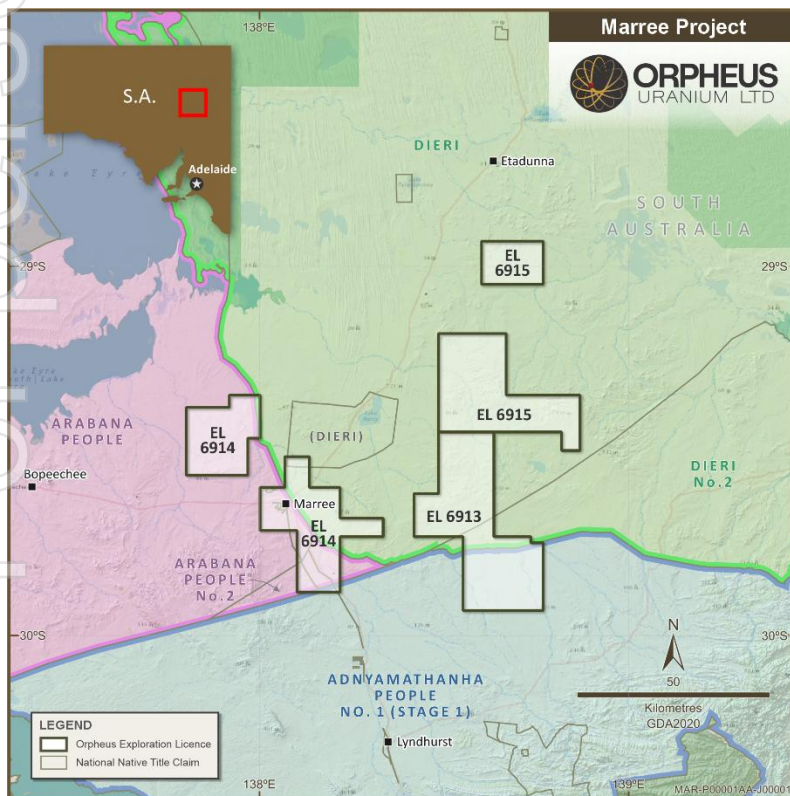 138°E
Marree Project
ORPHEUS
URANIUM LTD
S.A.
Adelaide
DIERI
Etadunna
SOUTH
AUSTRALIA
29°S
29°S
EL
6915
EL 6915
ARABANA
PEOPLE
EL
6914
(DIERI)
DIERI
No.2
Bopeechee
Marree
EL
6914
EL 6913
ARABANA
PEOPLE
No.2
30°S
30°S
N
50
Kilometres
GDA2020
ADNYAMATHANHA
PEOPLE
NO. 1 (STAGE 1)
Lyndhurst
LEGEND
Orpheus Exploration Licence
National Native Title Claim
138°E
139°E
MAR-P00001AA-J00001